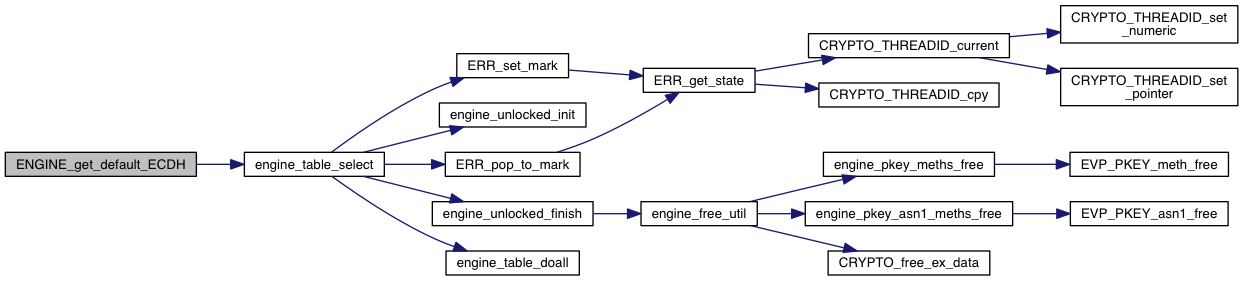 ENGINE_get_default_ECDH
engine_table_select
ERR_set_mark
engine_unlocked_init
ERR_pop_to_mark
engine_unlocked_finish
engine_table_doall
ERR_get_state
engine_free_util
CRYPTO_THREADID_current
CRYPTO_THREADID_cpy
engine_pkey_meths_free
engine_pkey_asn1_meths_free
CRYPTO_free_ex_data
CRYPTO_THREADID_set
_numeric
CRYPTO_THREADID_set
_pointer
EVP_PKEY_meth_free
EVP_PKEY_asn1_free